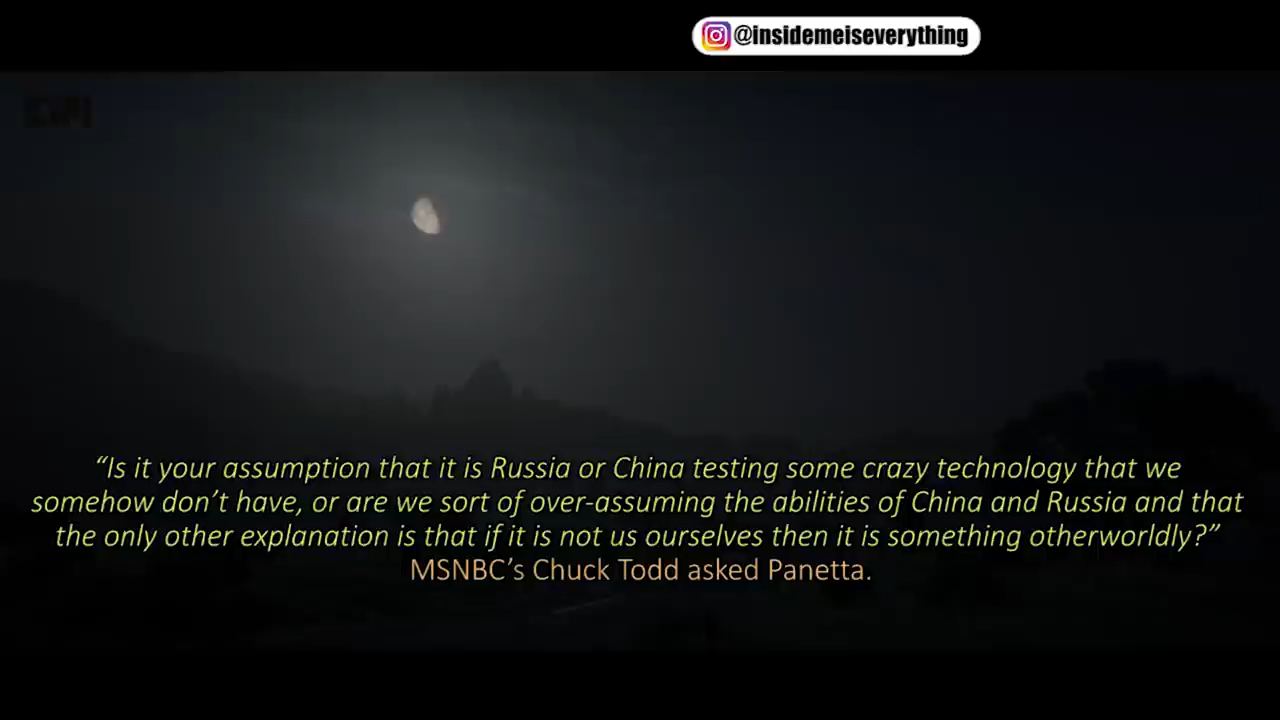 @insidemeiseverything
“Is it your assumption that it is Russia or China testing some crazy technology that we
somehow don’t have, or are we sort of over-assuming the abilities of China and Russia and that
the only other explanation is that if it is not us ourselves then it is something otherworldly?”
MSNBC’s Chuck Todd asked Panetta.